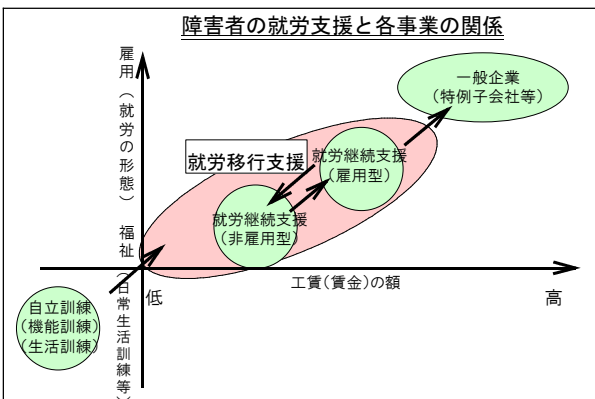 障害者の就労支援と各事業の関係
雇用（就労の形態）
一般企業
（特例子会社等）
就労移行支援
就労継続支援
（雇用型）
就労継続支援
（非雇用型）
福祉（日常生活訓練等）
工賃（賃金）の額
低
高
自立訓練
（機能訓練）
（生活訓練）